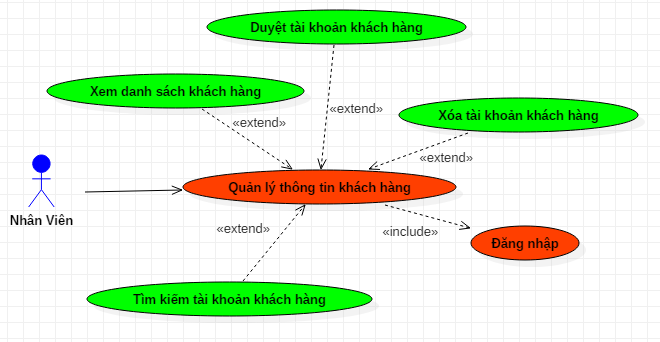 Duyệt tài khoản khách hàng
Xem danh sách khách hàng
«extend»
«extend»
Xóa tài khoản khách hàng
«extend»
Quản lý thông tin khách hàng
Nhân Viên
«extend»
«include»
Đăng nhập
Tìm kiếm tài khoản khách hàng